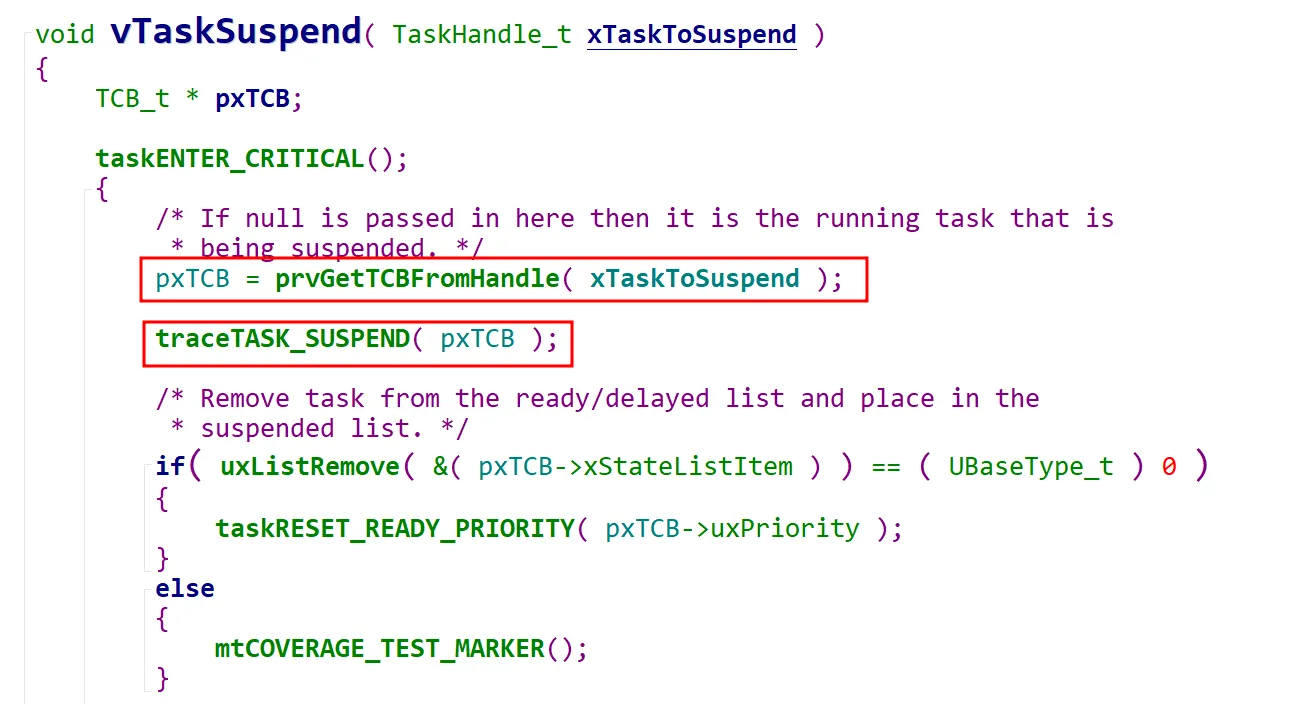 void vTaskSuspend( TaskHandle_t xTaskToSuspend )
{
TCB_t * pxTCB;
taskENTER_CRITICAL();
{
/* If null is passed in here then it is the running task that is
* being suspended. */
pxTCB = prvGetTCBFromHandle( xTaskToSuspend );
traceTASK_SUSPEND( pxTCB );
/* Remove task from the ready/delayed list and place in the
* suspended list. */
if( uxListRemove( &( pxTCB->xStateListItem ) ) == ( UBaseType_t ) 0 )
{
taskRESET_READY_PRIORITY( pxTCB->uxPriority );
}
else
{
mtCOVERAGE_TEST_MARKER();
}